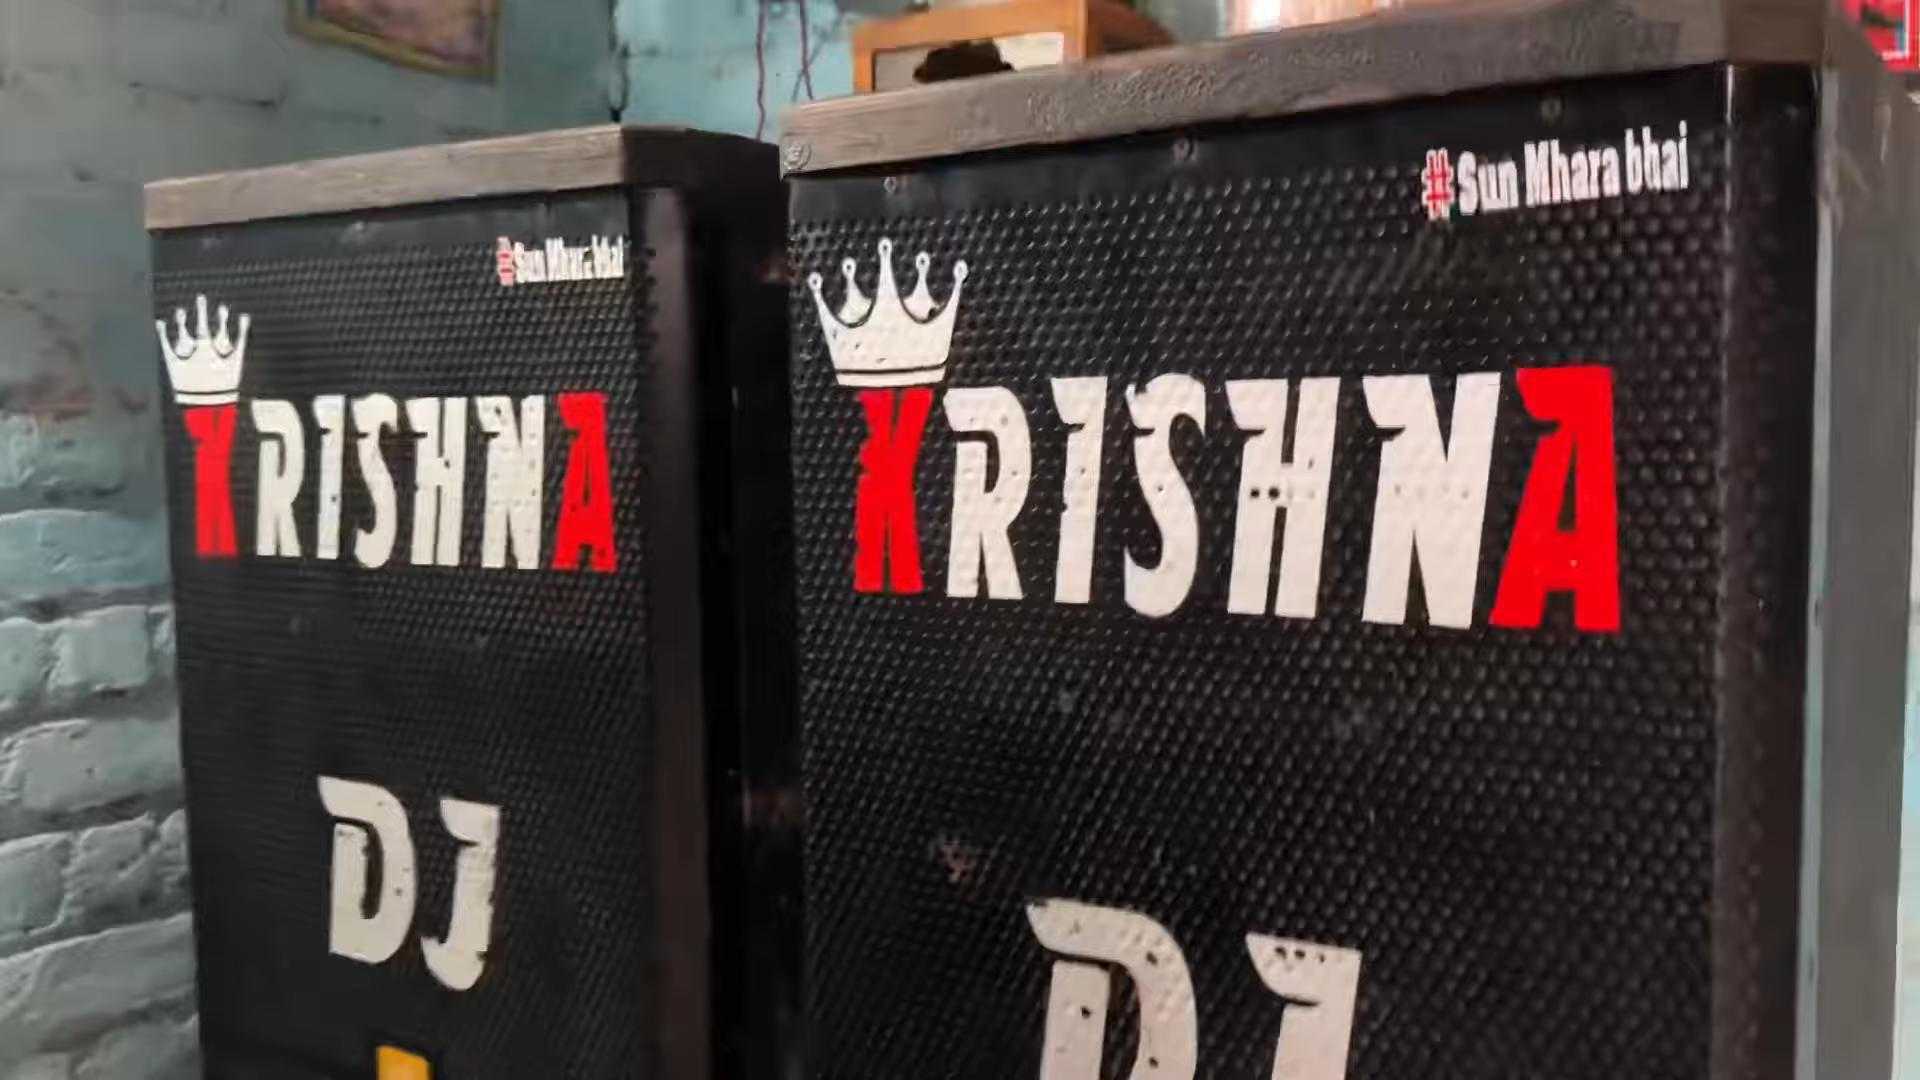 #Sun Mhara bhai
KRISHNA
DJ
#Sun Mhara bhai
KRISHNA
DJ